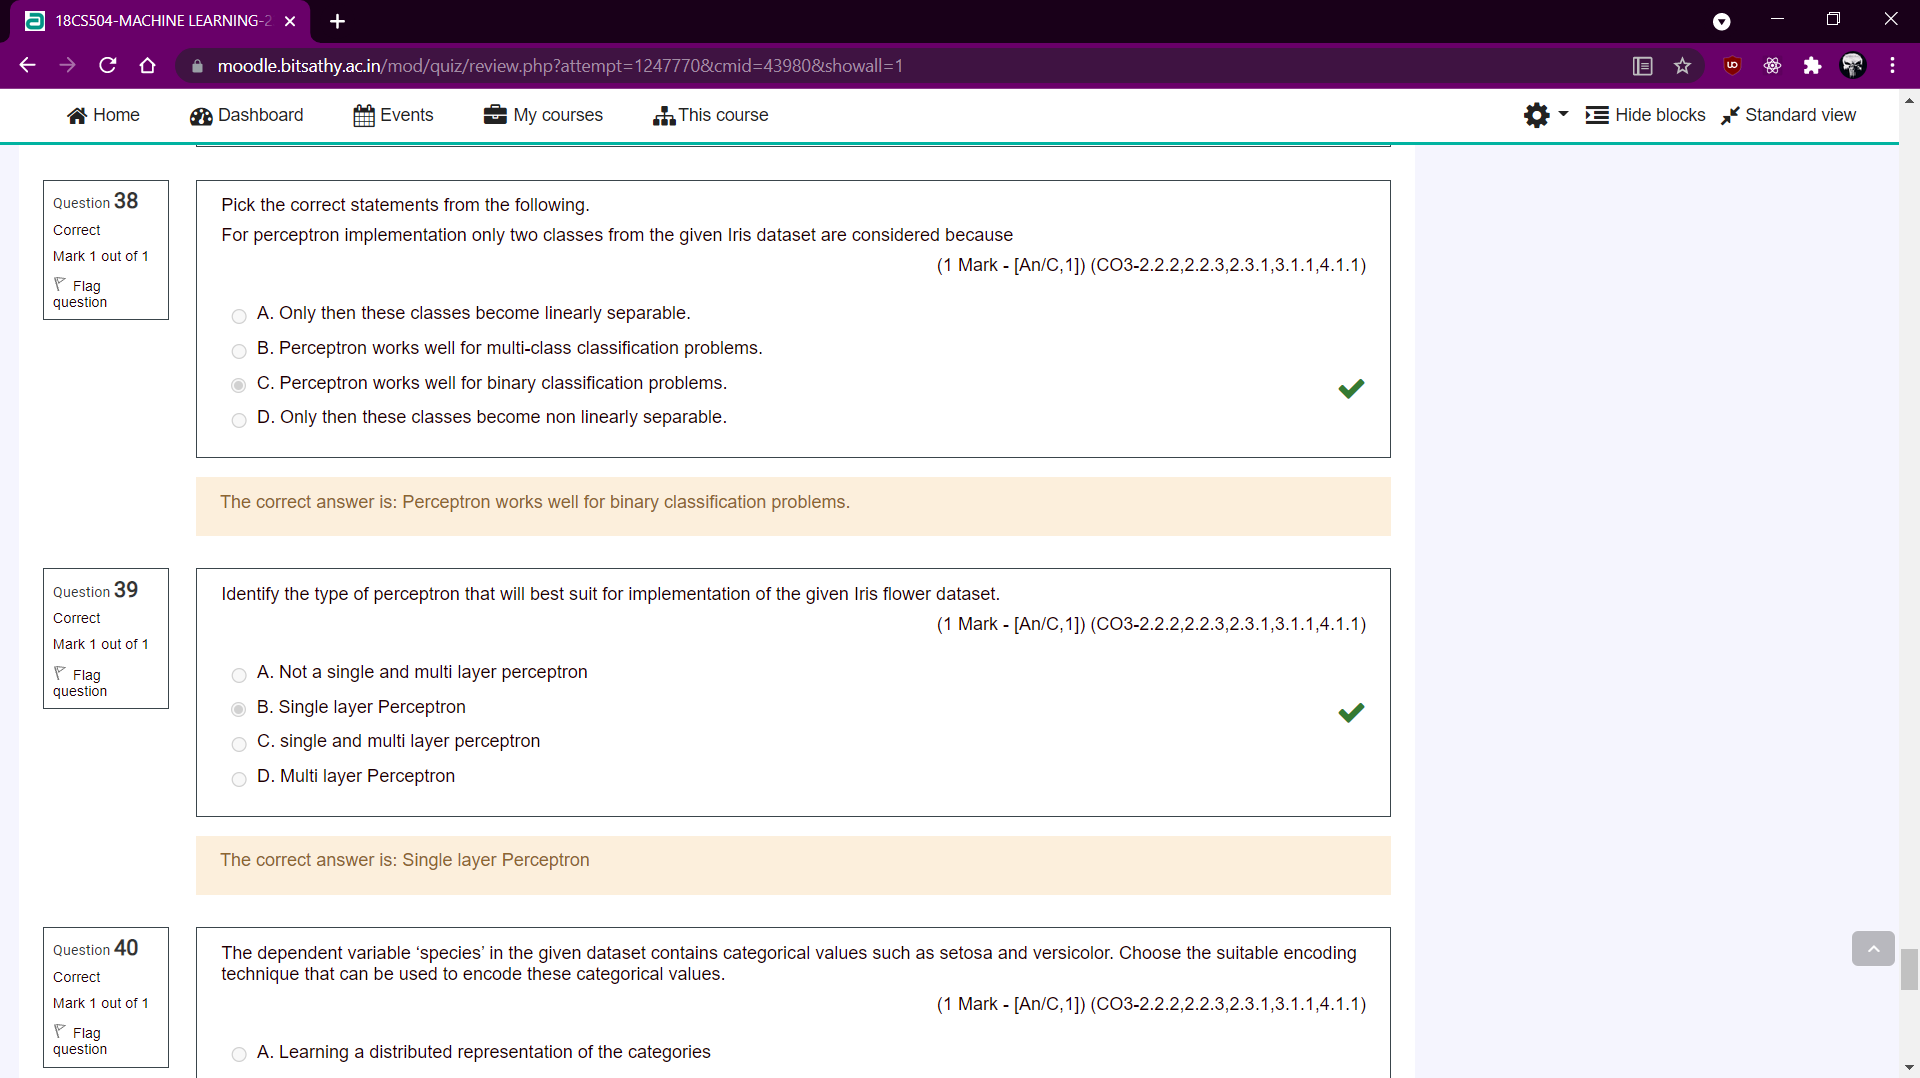 18CS504-MACHINE LEARNING-2
moodle.bitsathy.ac.in/mod/quiz/review.php?attempt=1247770&cmid=43980&showall=1
Home
Dashboard
Events
My courses
This course
Hide blocks
Standard view
Question 38
Correct
Mark 1 out of 1
Flag
question
Pick the correct statements from the following.
For perceptron implementation only two classes from the given Iris dataset are considered because
(1 Mark - [An/C,1]) (CO3-2.2.2,2.2.3,2.3.1,3.1.1,4.1.1)
A. Only then these classes become linearly separable.
B. Perceptron works well for multi-class classification problems.
C. Perceptron works well for binary classification problems.
D. Only then these classes become non linearly separable.
The correct answer is: Perceptron works well for binary classification problems.
Question 39
Correct
Mark 1 out of 1
Flag
question
Identify the type of perceptron that will best suit for implementation of the given Iris flower dataset.
(1 Mark - [An/C,1]) (CO3-2.2.2,2.2.3,2.3.1,3.1.1,4.1.1)
A. Not a single and multi layer perceptron
B. Single layer Perceptron
C. single and multi layer perceptron
D. Multi layer Perceptron
The correct answer is: Single layer Perceptron
Question 40
Correct
Mark 1 out of 1
Flag
question
The dependent variable ‘species’ in the given dataset contains categorical values such as setosa and versicolor. Choose the suitable encoding
technique that can be used to encode these categorical values.
(1 Mark - [An/C,1]) (CO3-2.2.2,2.2.3,2.3.1,3.1.1,4.1.1)
A. Learning a distributed representation of the categories